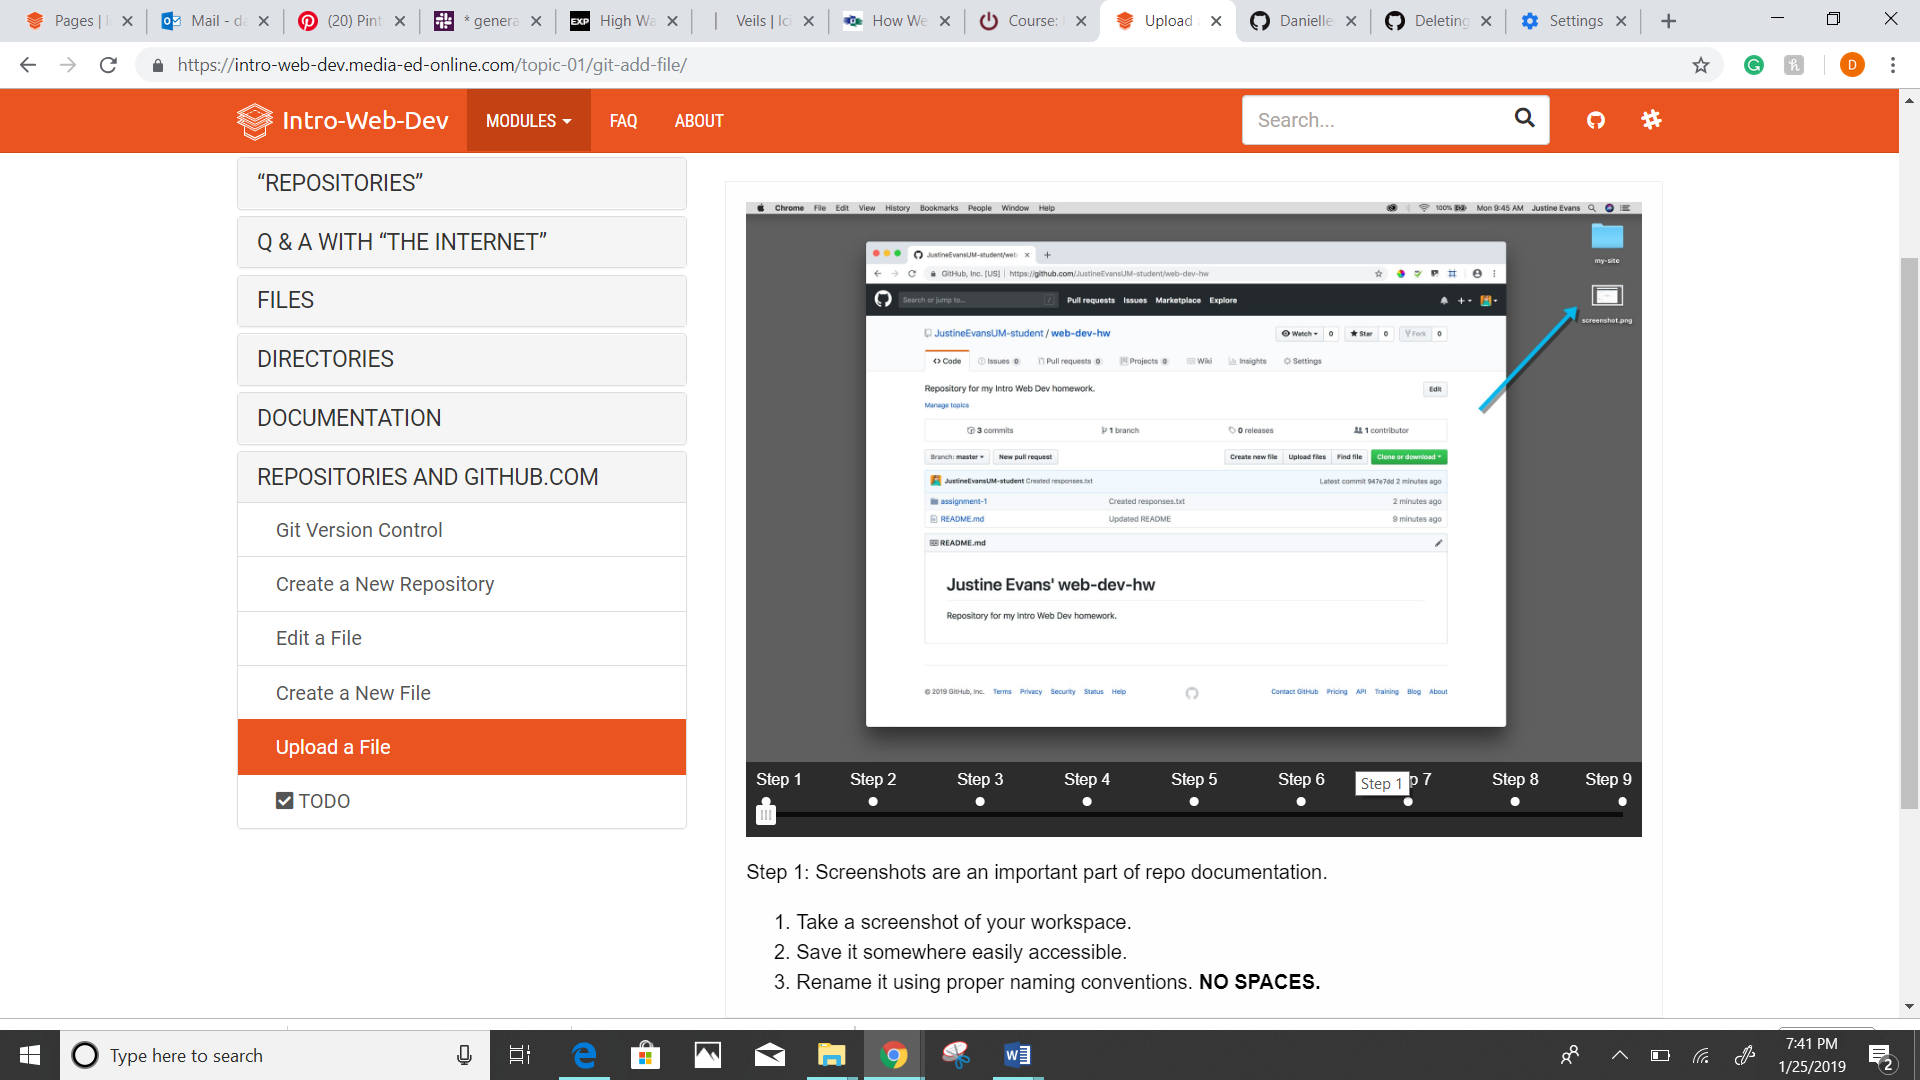 Pages | I
Mail - da
(20) Pint
* genera
EXP High Wa
Veils | Ici
How We
Course:
Upload
Danielle
Deleting
Settings
https://intro-web-dev.media-ed-online.com/topic-01/git-add-file/
D
Intro-Web-Dev
MODULES
FAQ
ABOUT
Search...
“REPOSITORIES”
Q & A WITH “THE INTERNET”
FILES
DIRECTORIES
DOCUMENTATION
REPOSITORIES AND GITHUB.COM
Git Version Control
Create a New Repository
Edit a File
Create a New File
Upload a File
TODO
Chrome File Edit View History Bookmarks People Window Help
100% Mon 9:45 AM Justine Evans
my-site
screenshot.png
JustineEvansUM-student/web-
GitHub, Inc. [US] | https://github.com/JustineEvansUM-student/web-dev-hw
Search or jump to... / Pull requests Issues Marketplace Explore
JustineEvansUM-student / web-dev-hw
Watch 0 Star 0 Fork 0
Code Issues 0 Pull requests 0 Projects 0 Wiki Insights Settings
Repository for my Intro Web Dev homework. Edit
Manage topics
3 commits 1 branch 0 releases 1 contributor
Branch: master New pull request Create new file Upload files Find file Clone or download
JustineEvansUM-student Created responses.txt Latest commit 947e7dd 2 minutes ago
assignment-1 Created responses.txt 2 minutes ago
README.md Updated README 9 minutes ago
README.md
Justine Evans' web-dev-hw
Repository for my Intro Web Dev homework.
© 2019 GitHub, Inc. Terms Privacy Security Status Help Contact GitHub Pricing API Training Blog About
Step 1 Step 2 Step 3 Step 4 Step 5 Step 6 Step 1 p 7 Step 8 Step 9
Step 1: Screenshots are an important part of repo documentation.
1. Take a screenshot of your workspace.
2. Save it somewhere easily accessible.
3. Rename it using proper naming conventions. NO SPACES.
Type here to search
7:41 PM
1/25/2019
2